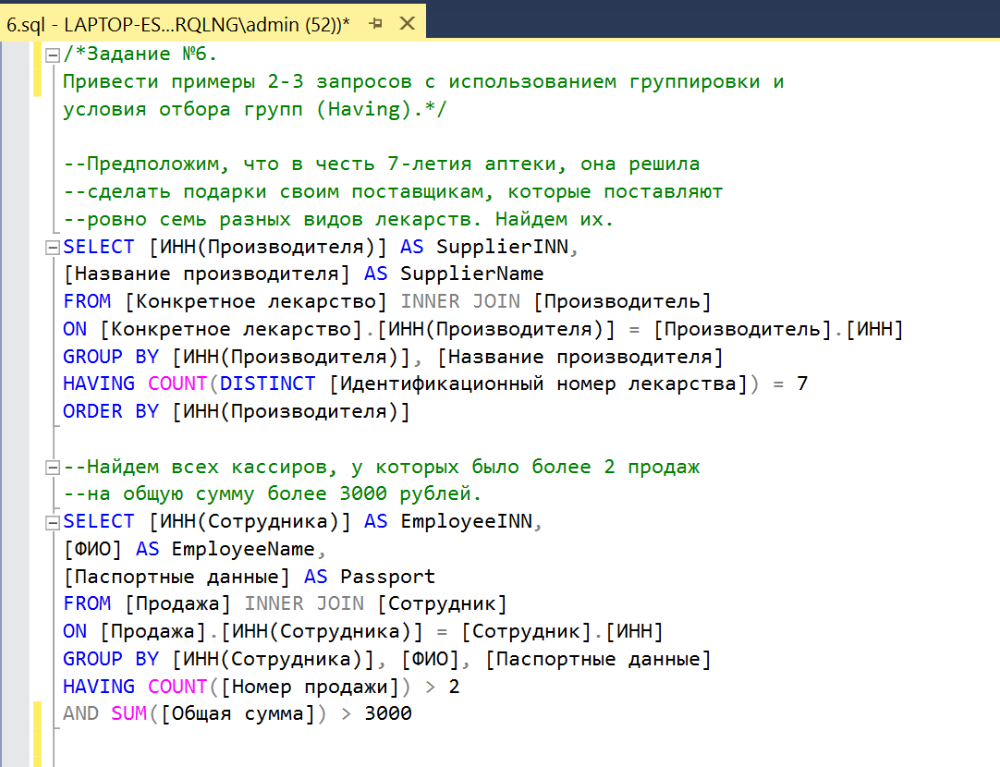 6.sql - LAPTOP-ES...RQLNG\admin (52))*
/*Задание №6.
Привести примеры 2-3 запросов с использованием группировки и
условия отбора групп (Having).*/
--Предположим, что в честь 7-летия аптеки, она решила
--сделать подарки своим поставщикам, которые поставляют
--ровно семь разных видов лекарств. Найдем их.
SELECT [ИНН(Производителя)] AS SupplierINN,
[Название производителя] AS SupplierName
FROM [Конкретное лекарство] INNER JOIN [Производитель]
ON [Конкретное лекарство].[ИНН(Производителя)] = [Производитель].[ИНН]
GROUP BY [ИНН(Производителя)], [Название производителя]
HAVING COUNT(DISTINCT [Идентификационный номер лекарства]) = 7
ORDER BY [ИНН(Производителя)]
--Найдем всех кассиров, у которых было более 2 продаж
--на общую сумму более 3000 рублей.
SELECT [ИНН(Сотрудника)] AS EmployeeINN,
[ФИО] AS EmployeeName,
[Паспортные данные] AS Passport
FROM [Продажа] INNER JOIN [Сотрудник]
ON [Продажа].[ИНН(Сотрудника)] = [Сотрудник].[ИНН]
GROUP BY [ИНН(Сотрудника)], [ФИО], [Паспортные данные]
HAVING COUNT([Номер продажи]) > 2
AND SUM([Общая сумма]) > 3000